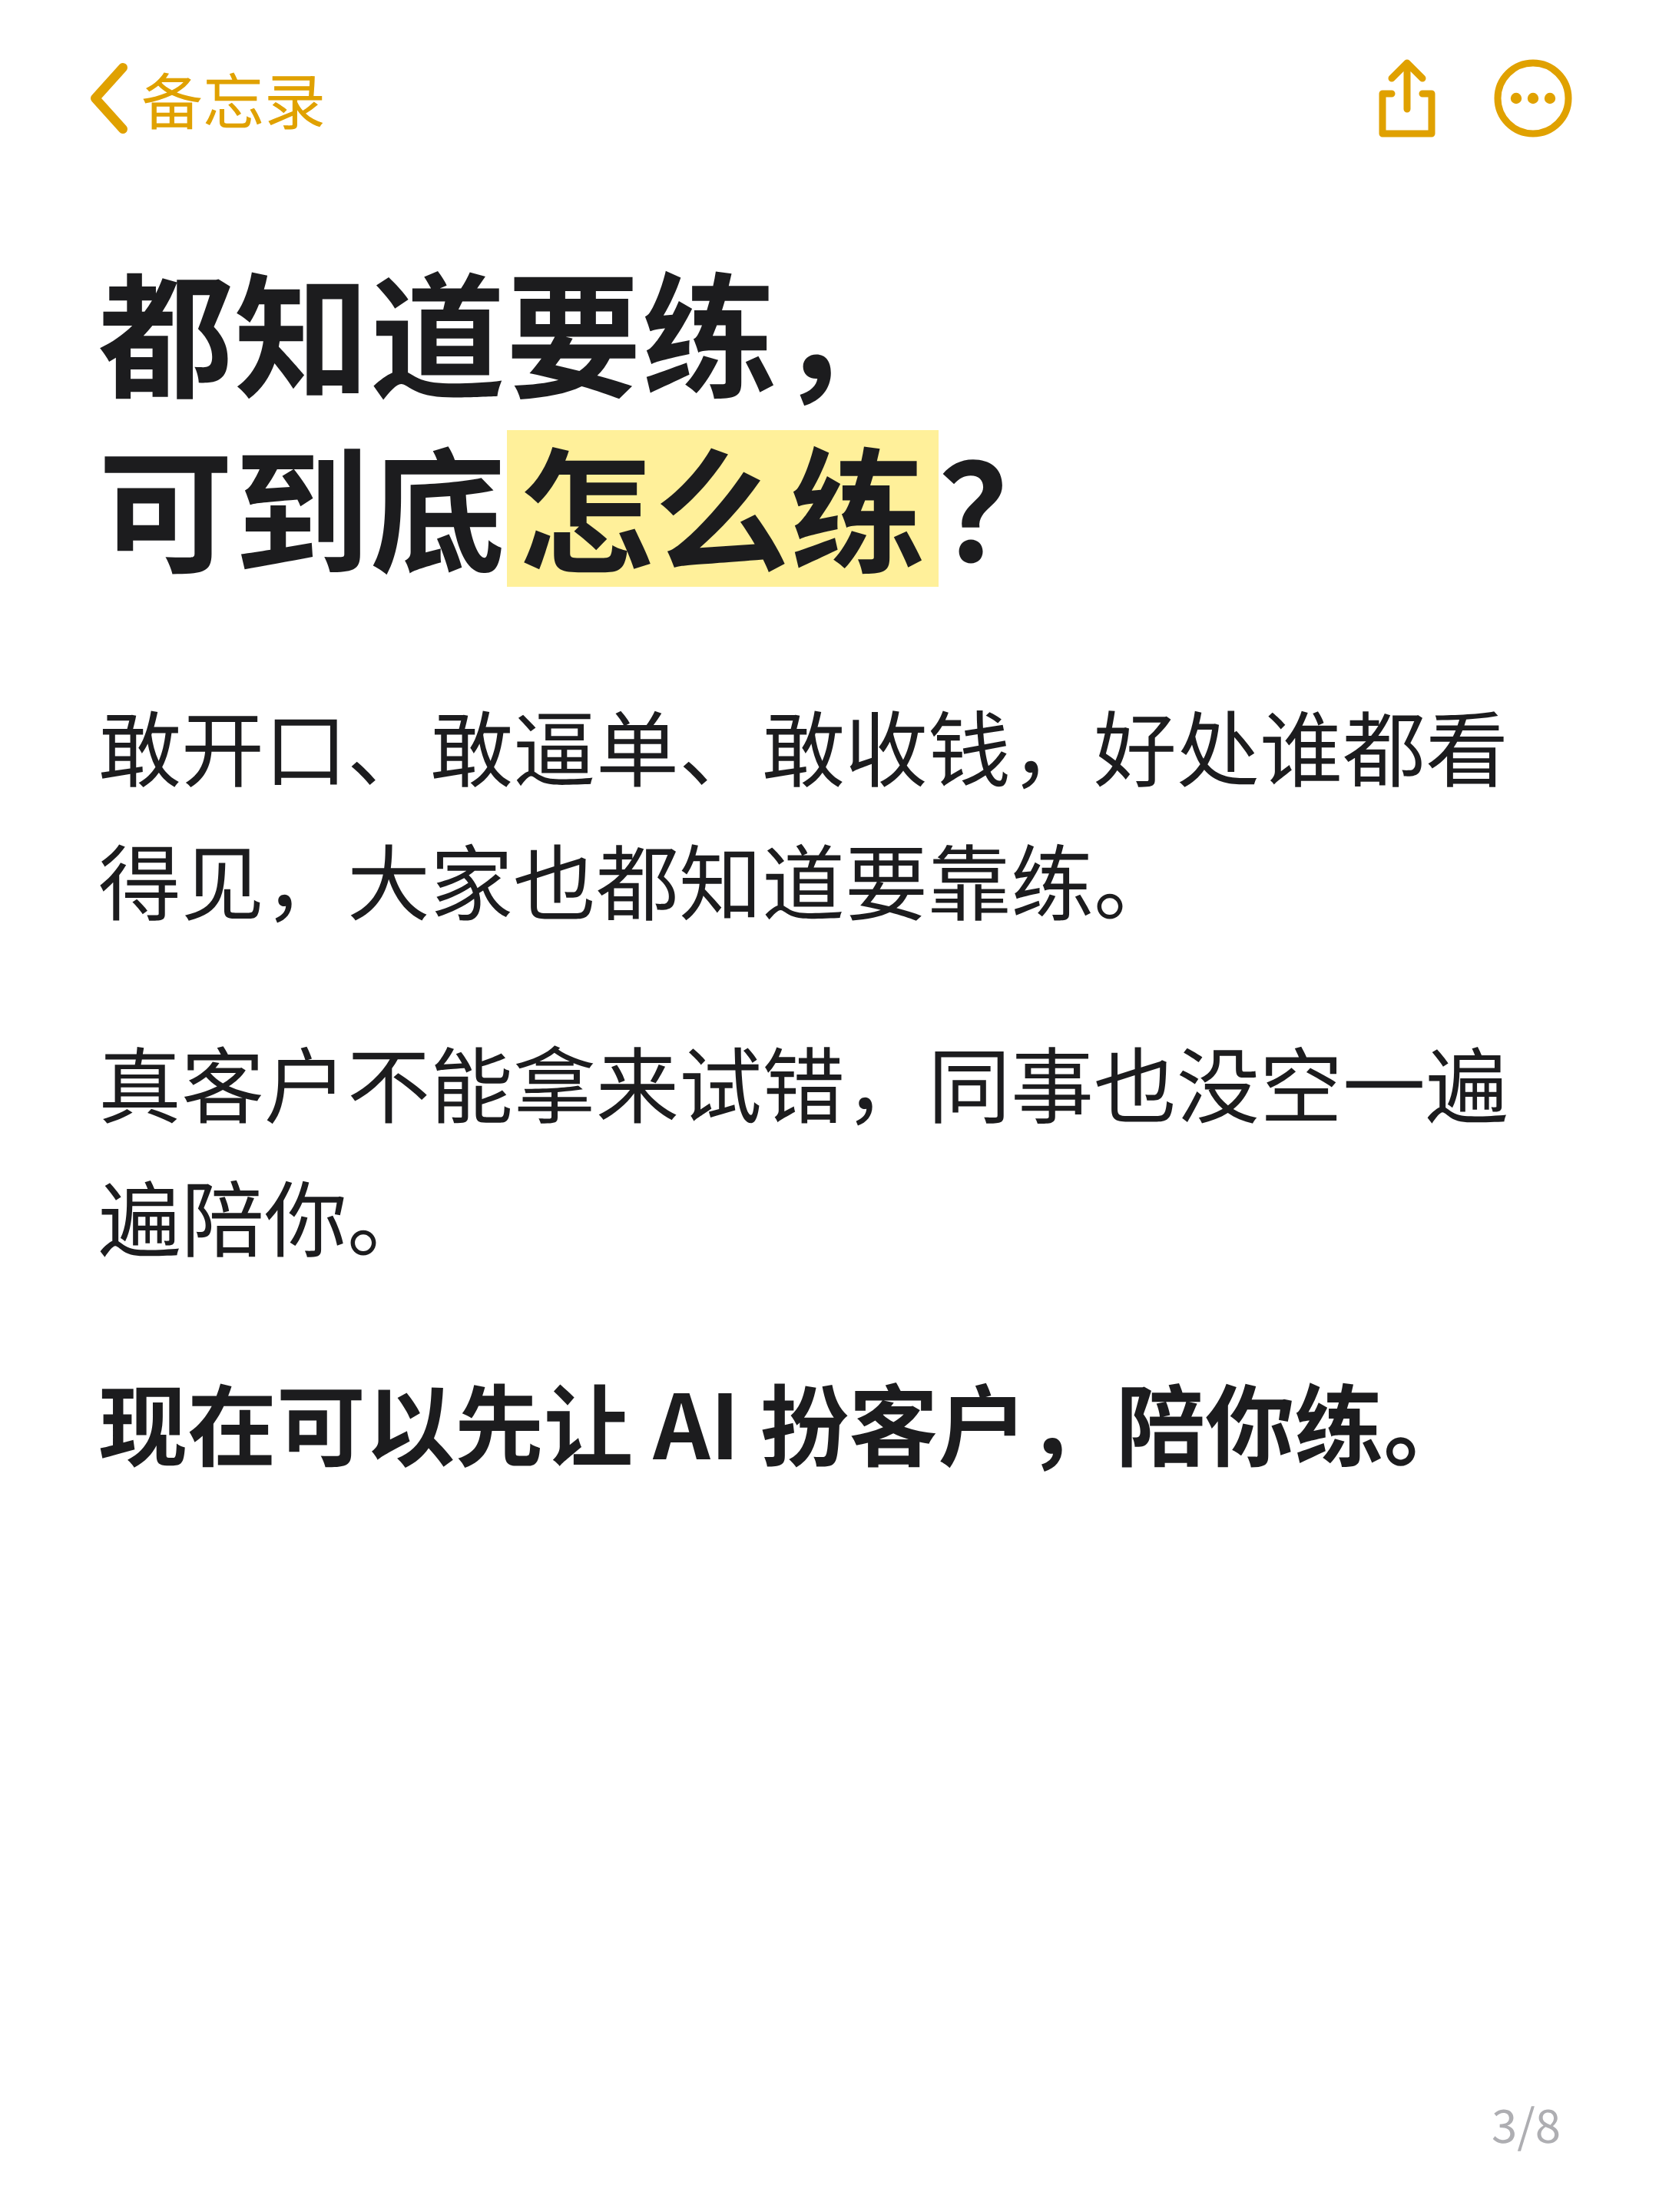 备忘录
都知道要练，
可到底怎么练？
敢开口、敢逼单、敢收钱，好处谁都看
得见，大家也都知道要靠练。
真客户不能拿来试错，同事也没空一遍
遍陪你。
现在可以先让 AI 扮客户，陪你练。
3/8